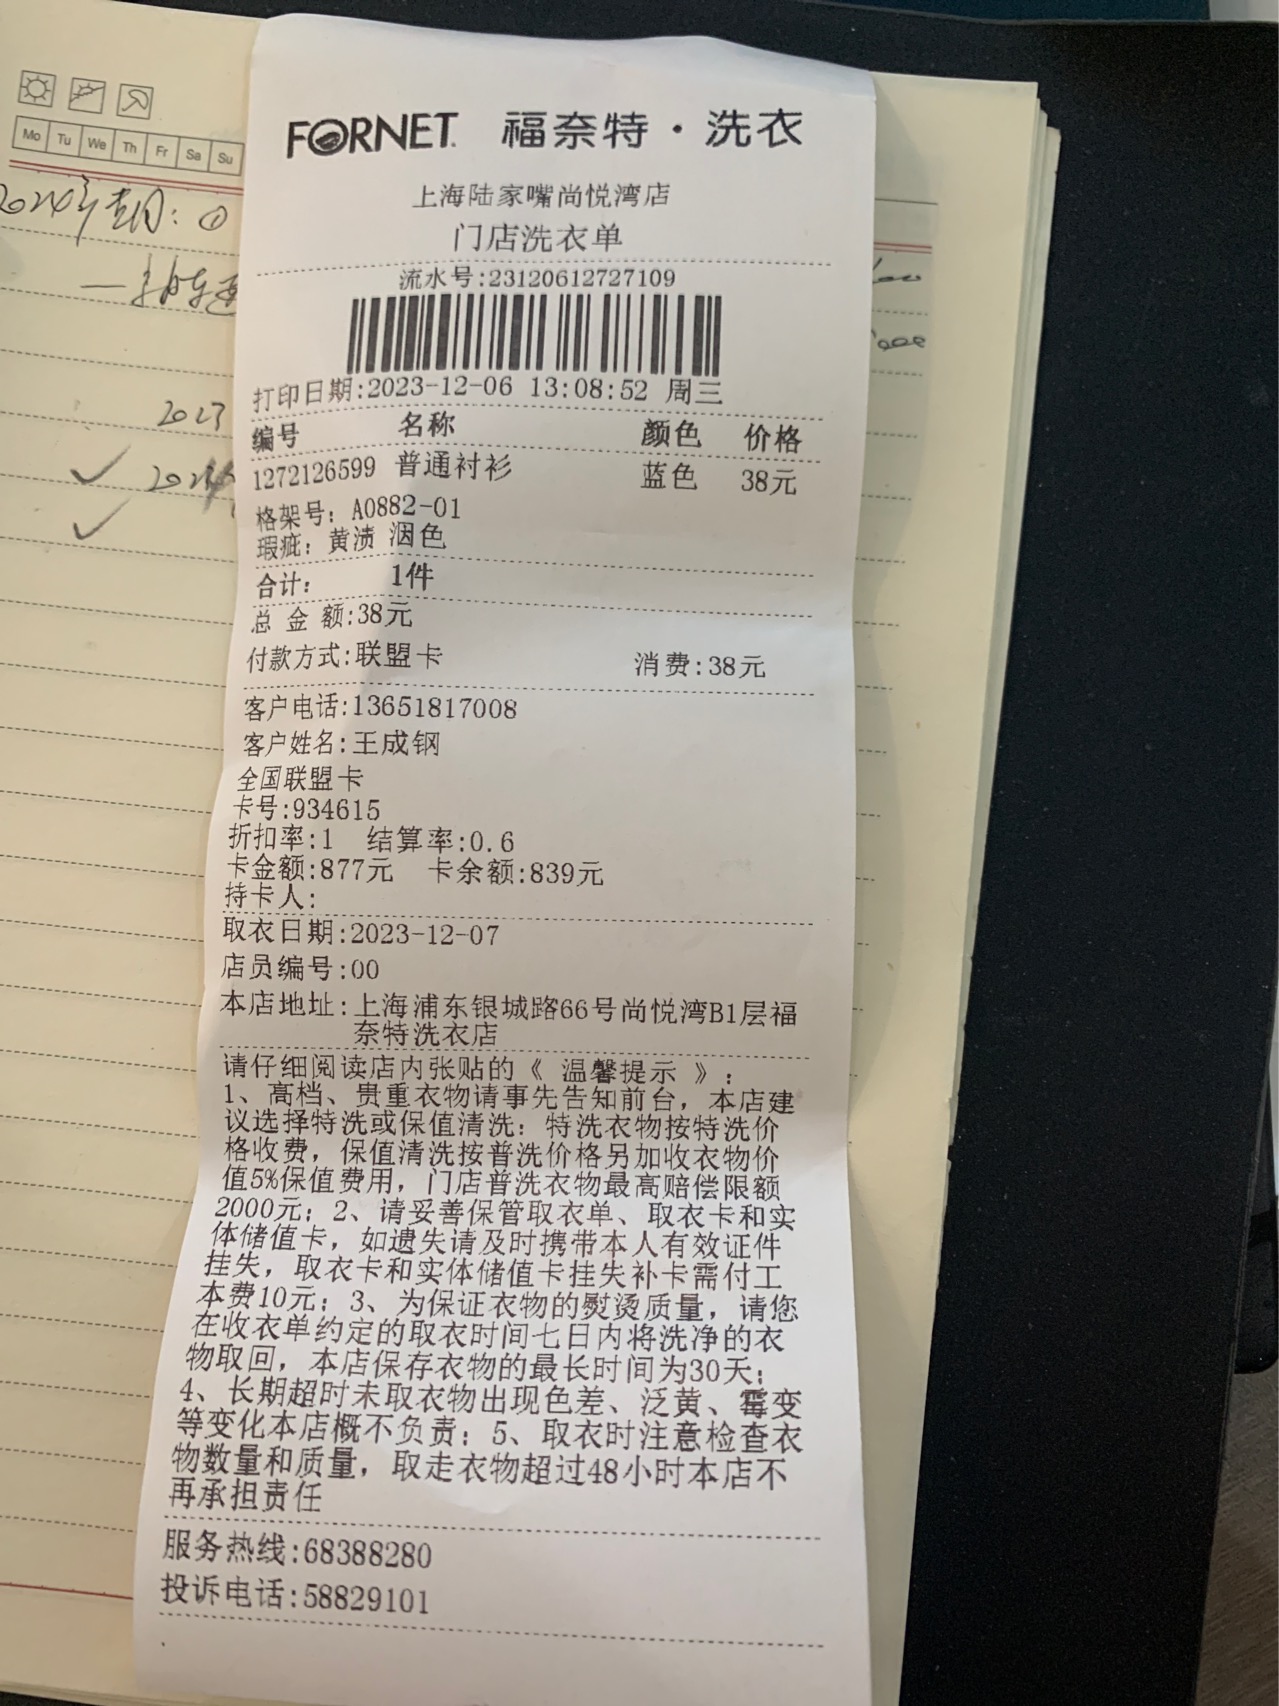 Mo Tu We Th Fr Sa Su
FORNET. 福奈特·洗衣
上海陆家嘴尚悦湾店
门店洗衣单
流水号:23120612727109
打印日期:2023-12-06 13:08:52 周三
编号 名称 颜色 价格
1272126599 普通衬衫 蓝色 38元
格架号: A0882-01
瑕疵: 黄渍 洇色
合计: 1件
总 金 额:38元
付款方式:联盟卡 消费:38元
客户电话:13651817008
客户姓名:王成钢
全国联盟卡
卡号:934615
折扣率:1 结算率:0.6
卡金额:877元 卡余额:839元
持卡人:
取衣日期:2023-12-07
店员编号:00
本店地址:上海浦东银城路66号尚悦湾B1层福
奈特洗衣店
请仔细阅读店内张贴的《 温馨提示 》:
1、高档、贵重衣物请事先告知前台, 本店建
议选择特洗或保值清洗: 特洗衣物按特洗价
格收费, 保值清洗按普洗价格另加收衣物价
值5%保值费用, 门店普洗衣物最高赔偿限额
2000元; 2、请妥善保管取衣单、取衣卡和实
体储值卡, 如遗失请及时携带本人有效证件
挂失, 取衣卡和实体储值卡挂失补卡需付工
本费10元; 3、为保证衣物的熨烫质量, 请您
在收衣单约定的取衣时间七日内将洗净的衣
物取回, 本店保存衣物的最长时间为30天;
4、长期超时未取衣物出现色差、泛黄、霉变
等变化本店概不负责; 5、取衣时注意检查衣
物数量和质量, 取走衣物超过48小时本店不
再承担责任
服务热线:68388280
投诉电话:58829101
2023